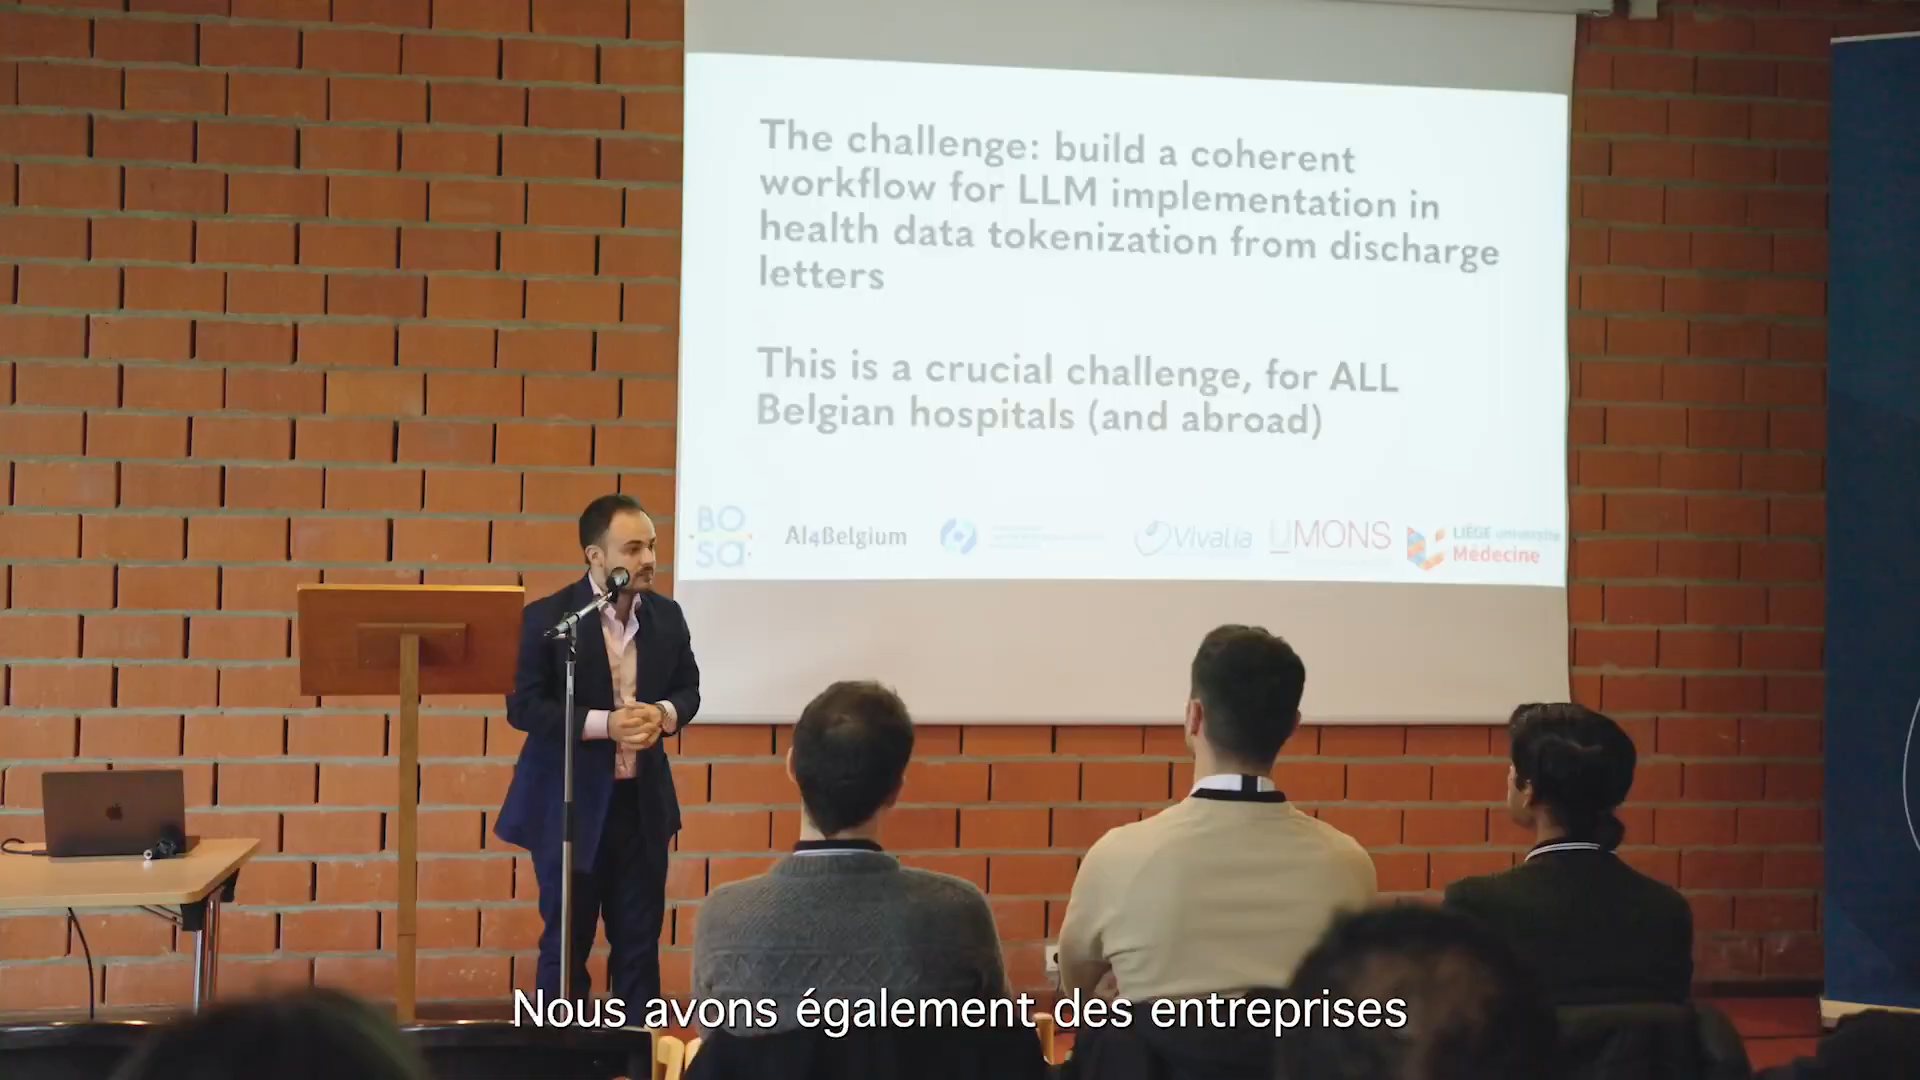 The challenge: build a coherent
workflow for LLM implementation in
health data tokenization from discharge
letters
This is a crucial challenge, for ALL
Belgian hospitals (and abroad)
BO
sa
AI4Belgium
Vivalia
UMONS
LIÈGE université
Médecine
Nous avons également des entreprises